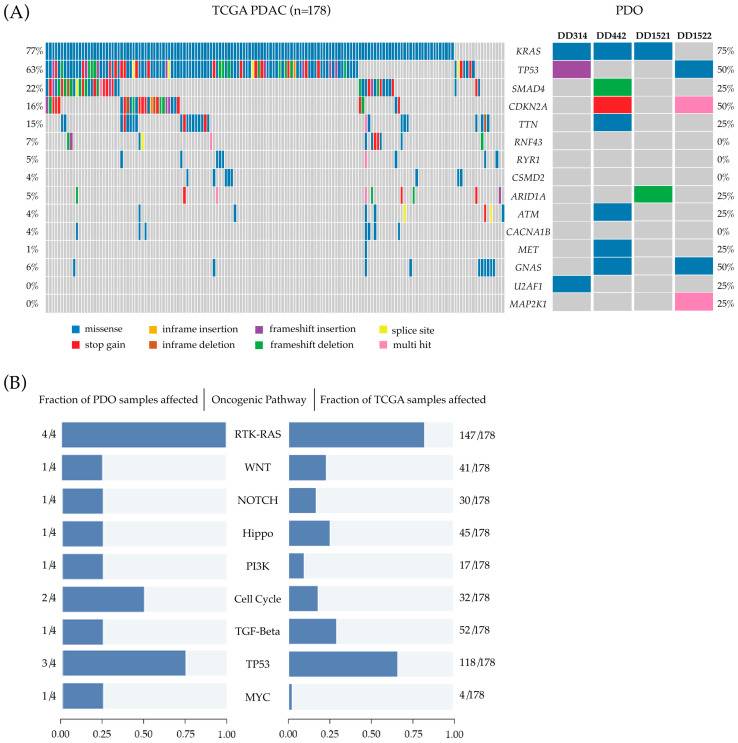 (A) TCGA PDAC (n=178) PDO
DD314 DD442 DD1521 DD1522
77% KRAS 75%
63% TP53 50%
22% SMAD4 25%
16% CDKN2A 50%
15% TTN 25%
7% RNF43 0%
5% RYR1 0%
4% CSMD2 0%
5% ARID1A 25%
4% ATM 25%
4% CACNA1B 0%
1% MET 25%
6% GNAS 50%
0% U2AF1 25%
0% MAP2K1 25%
missense inframe insertion frameshift insertion splice site
stop gain inframe deletion frameshift deletion multi hit
(B)
Fraction of PDO samples affected Oncogenic Pathway Fraction of TCGA samples affected
4/4 RTK-RAS 147/178
1/4 WNT 41/178
1/4 NOTCH 30/178
1/4 Hippo 45/178
1/4 PI3K 17/178
2/4 Cell Cycle 32/178
1/4 TGF-Beta 52/178
3/4 TP53 118/178
1/4 MYC 4/178
0.00 0.25 0.50 0.75 1.00 0.00 0.25 0.50 0.75 1.00